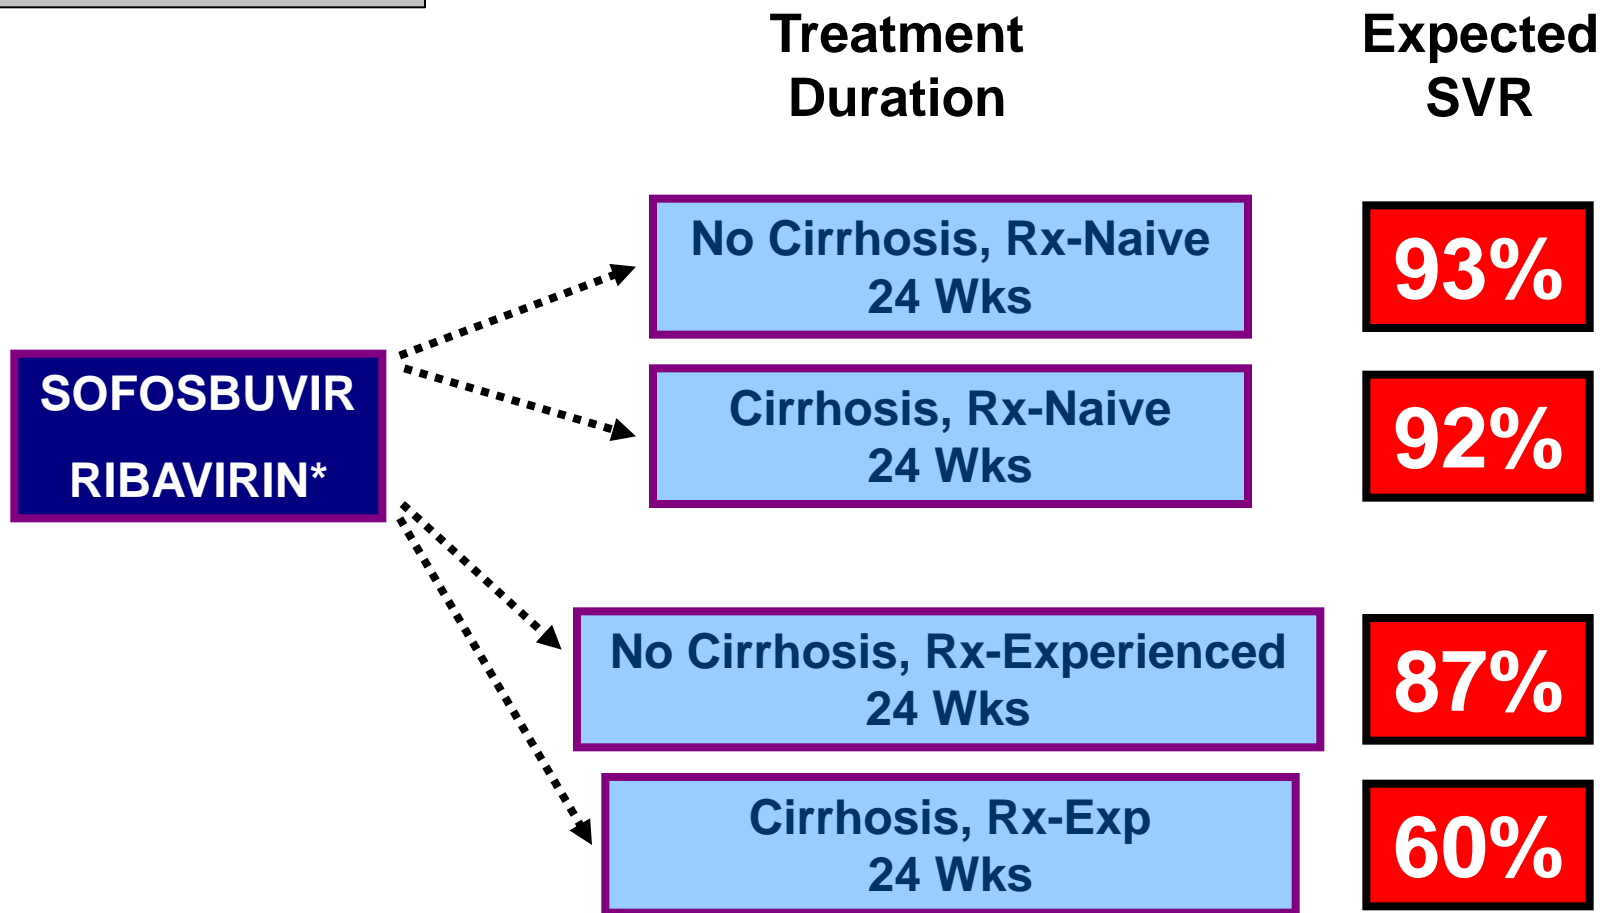 Treatment
Duration
Expected
SVR
No Cirrhosis, Rx-Naive
24 Wks
93%
SOFOSBUVIR
RIBAVIRIN*
Cirrhosis, Rx-Naive
24 Wks
92%
No Cirrhosis, Rx-Experienced
24 Wks
87%
Cirrhosis, Rx-Exp
24 Wks
60%